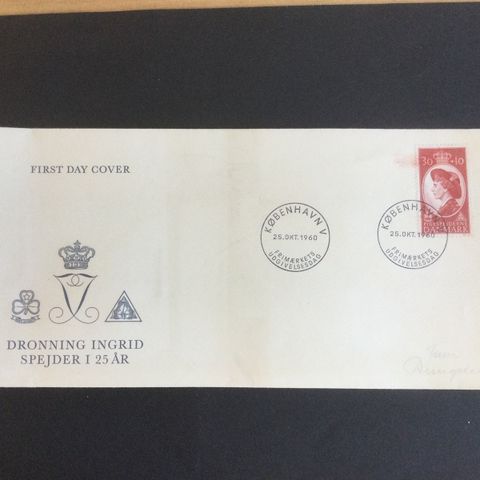 FIRST DAY COVER
DRONNING INGRID
SPEJDER I 25 ÅR
KØBENHAVN V
25.OKT.1960
FRIMÆRKETS
UDGIVELSESDAG
KØBENHAVN
25.OKT.1960
FRIMÆRKETS
UDGIVELSESDAG
30+10
DANMARK